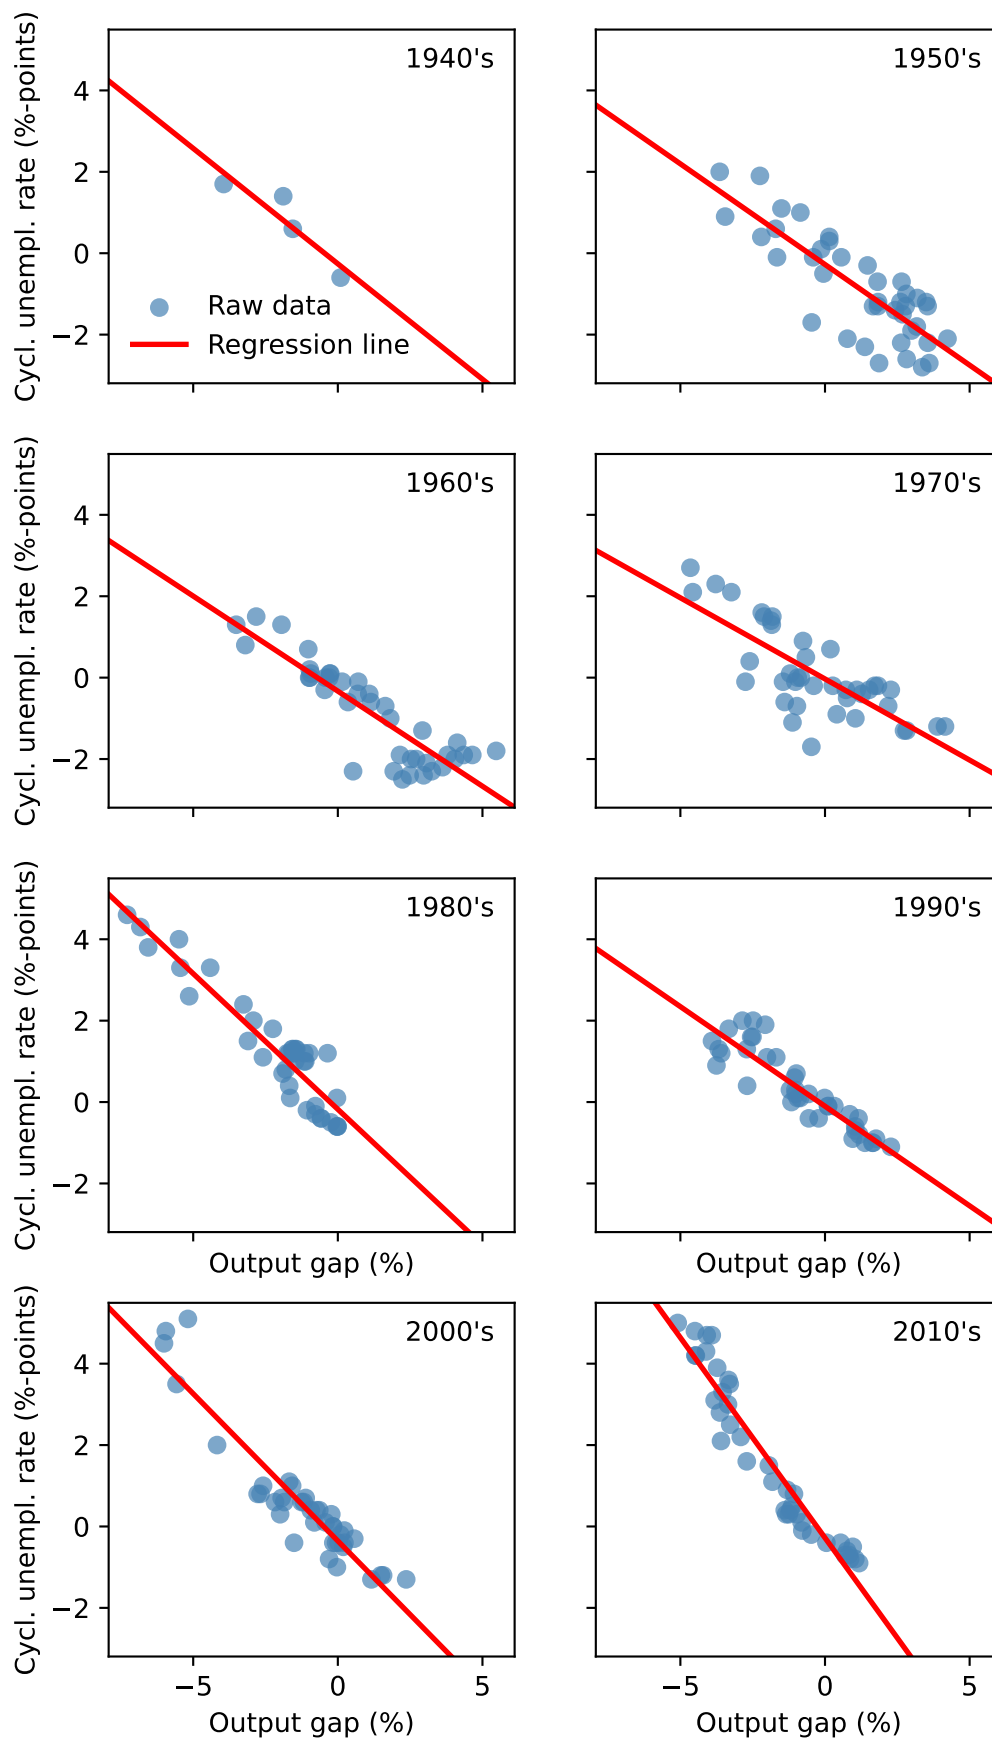 1940's
1950's
Cycl. unempl. rate (%-points)
4
2
0
−2
Raw data
Regression line
1960's
1970's
Cycl. unempl. rate (%-points)
4
2
0
−2
1980's
1990's
Cycl. unempl. rate (%-points)
4
2
0
−2
Output gap (%)
Output gap (%)
2000's
2010's
Cycl. unempl. rate (%-points)
4
2
0
−2
−5 0 5
−5 0 5
Output gap (%)
Output gap (%)